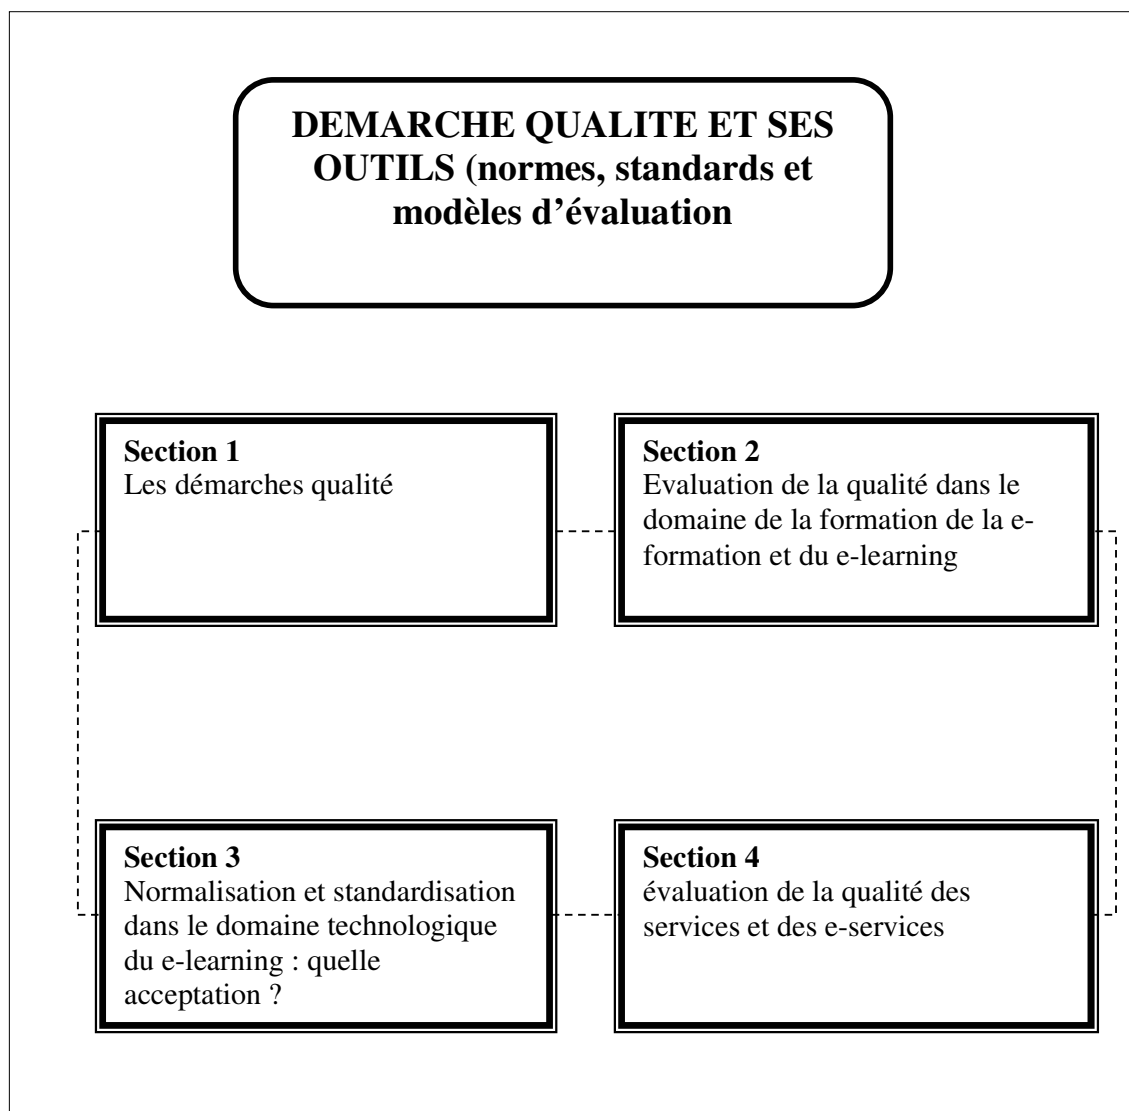 DEMARCHE QUALITE ET SES
OUTILS (normes, standards et
modèles d’évaluation
Section 1
Les démarches qualité
Section 2
Evaluation de la qualité dans le
domaine de la formation de la e-
formation et du e-learning
Section 3
Normalisation et standardisation
dans le domaine technologique
du e-learning : quelle
acceptation ?
Section 4
évaluation de la qualité des
services et des e-services